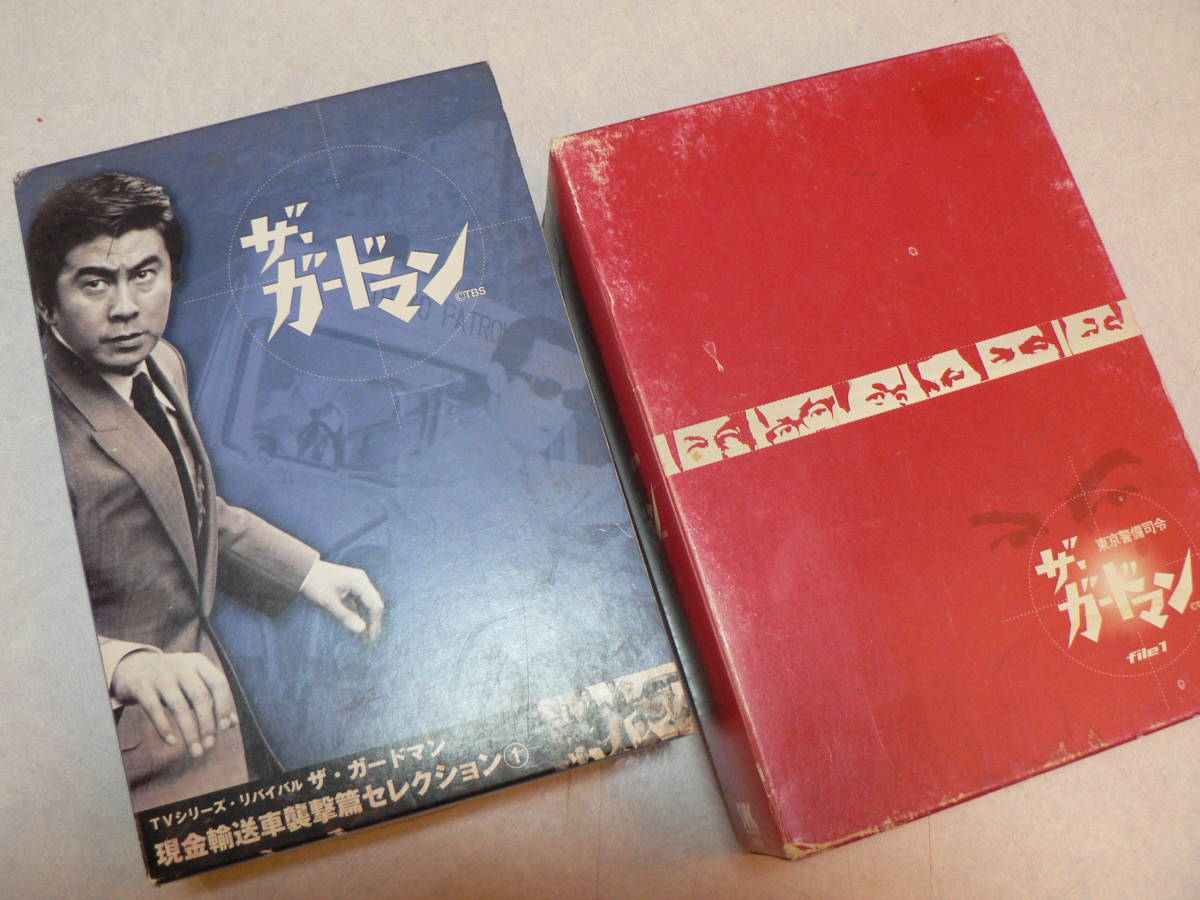 ザ・
ガードマン
©TBS
PATROL
TVシリーズ・リバイバル ザ・ガードマン
現金輸送車襲撃篇セレクション①
東京警備司令
ザ・
ガードマン
file1